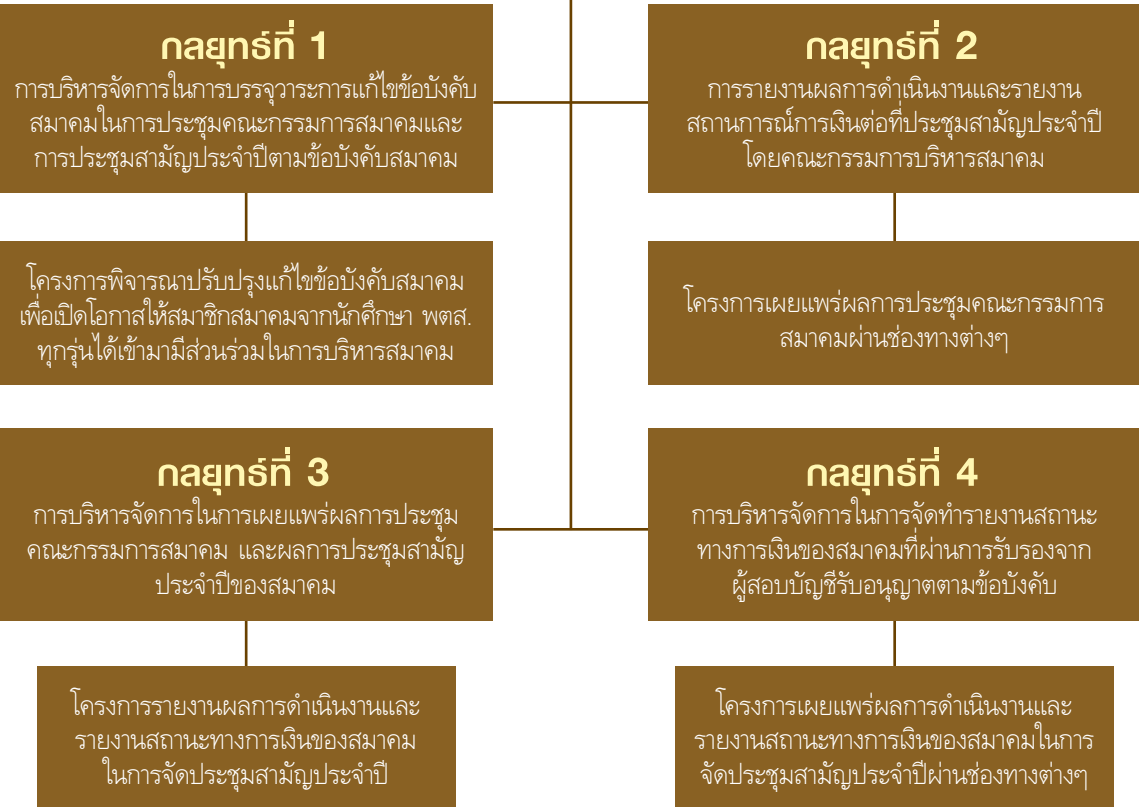 กลยุทธ์ที่ 1
การบริหารจัดการในการบรรจุวาระการแก้ไขข้อบังคับ
สมาคมในการประชุมคณะกรรมการสมาคมและ
การประชุมสามัญประจำปีตามข้อบังคับสมาคม
โครงการพิจารณาปรับปรุงแก้ไขข้อบังคับสมาคม
เพื่อเปิดโอกาสให้สมาชิกสมาคมจากนักศึกษา พตส.
ทุกรุ่นได้เข้ามามีส่วนร่วมในการบริหารสมาคม
กลยุทธ์ที่ 2
การรายงานผลการดำเนินงานและรายงาน
สถานการณ์การเงินต่อที่ประชุมสามัญประจำปี
โดยคณะกรรมการบริหารสมาคม
โครงการเผยแพร่ผลการประชุมคณะกรรมการ
สมาคมผ่านช่องทางต่างๆ
กลยุทธ์ที่ 3
การบริหารจัดการในการเผยแพร่ผลการประชุม
คณะกรรมการสมาคม และผลการประชุมสามัญ
ประจำปีของสมาคม
โครงการรายงานผลการดำเนินงานและ
รายงานสถานะทางการเงินของสมาคม
ในการจัดประชุมสามัญประจำปี
กลยุทธ์ที่ 4
การบริหารจัดการในการจัดทำรายงานสถานะ
ทางการเงินของสมาคมที่ผ่านการรับรองจาก
ผู้สอบบัญชีรับอนุญาตตามข้อบังคับ
โครงการเผยแพร่ผลการดำเนินงานและ
รายงานสถานะทางการเงินของสมาคมในการ
จัดประชุมสามัญประจำปีผ่านช่องทางต่างๆ